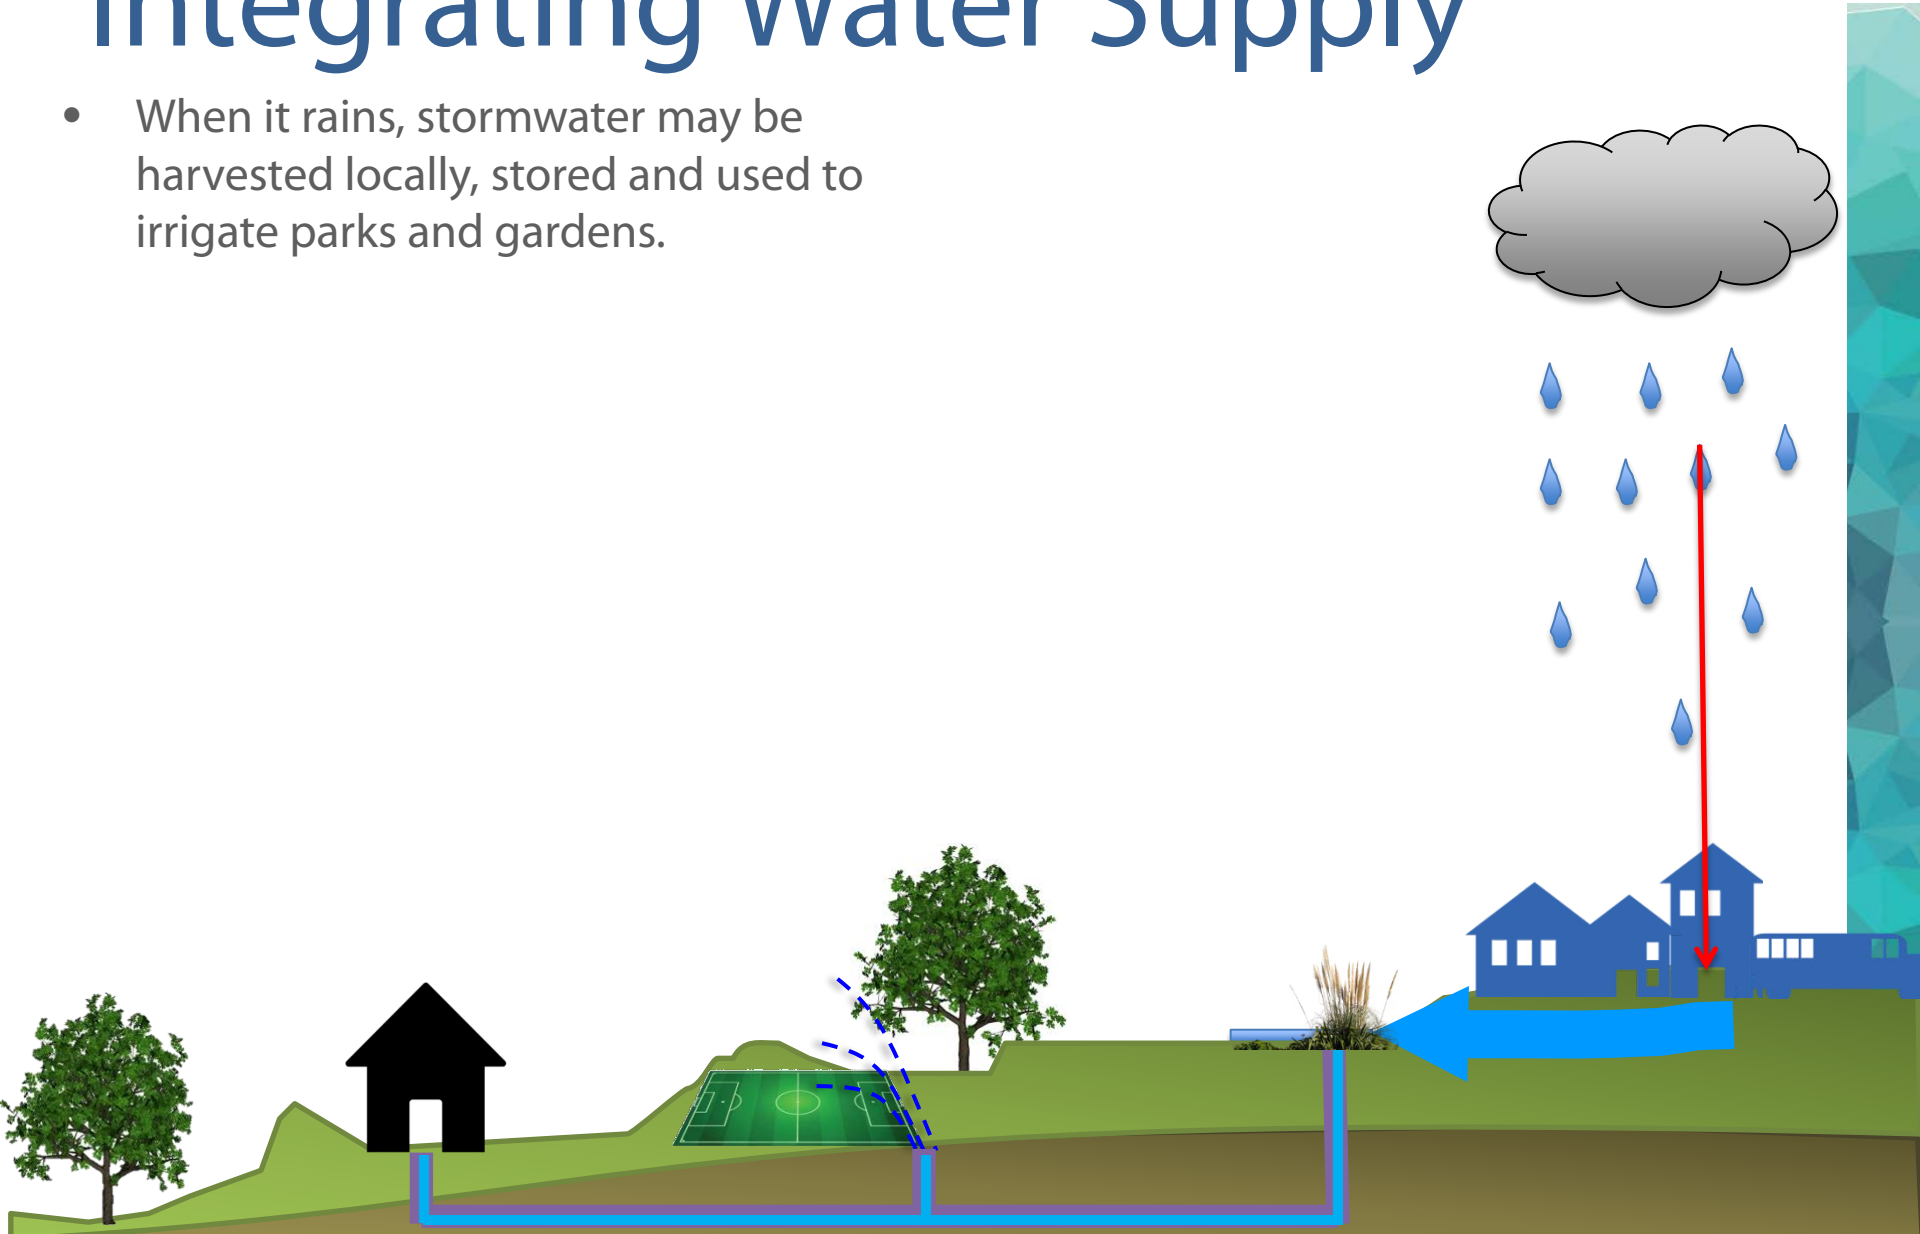 Integrating Water Supply
• When it rains, stormwater may be
harvested locally, stored and used to
irrigate parks and gardens.